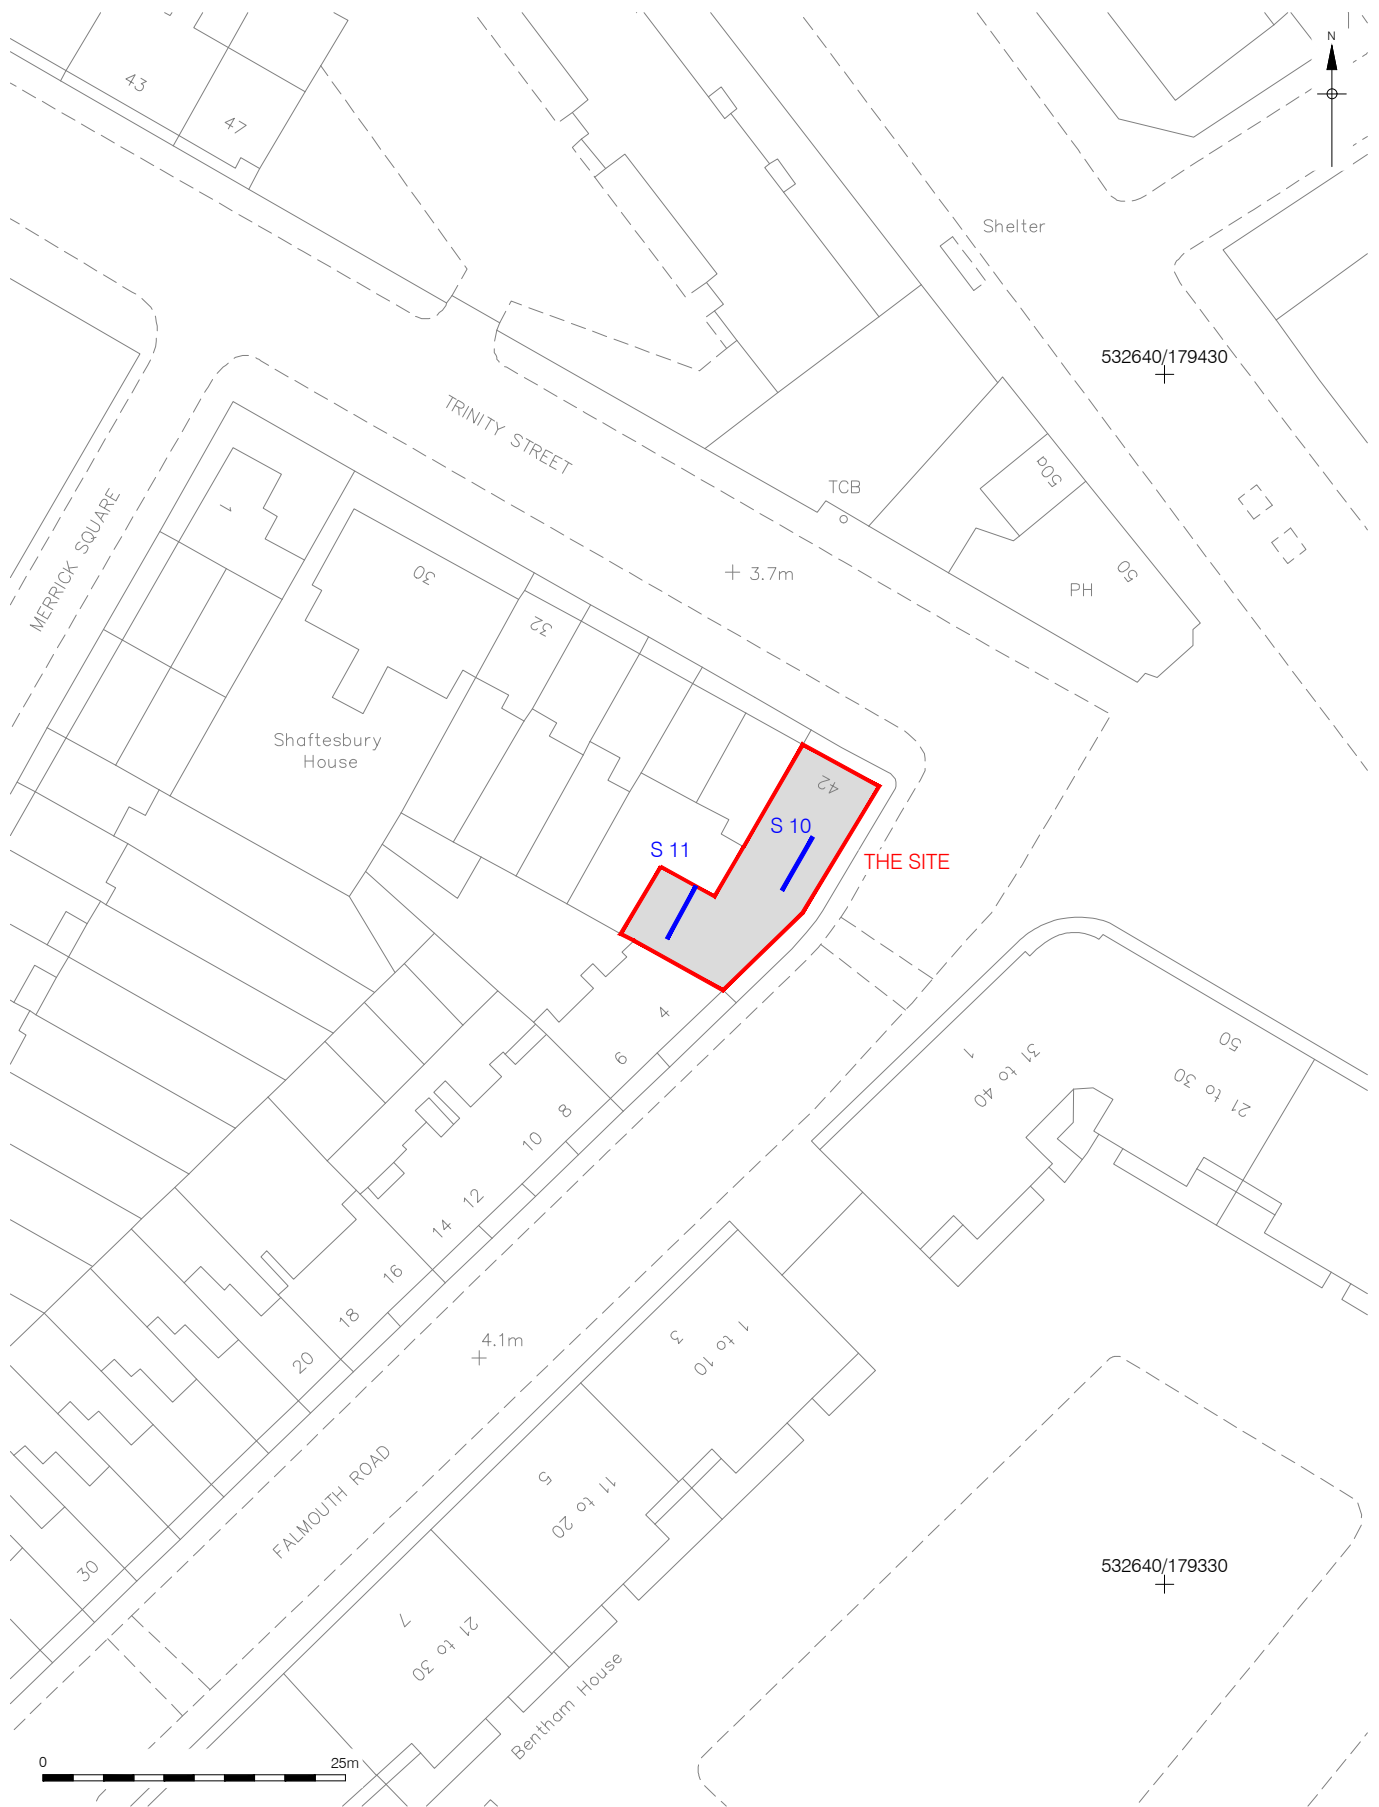 N
43
47
Shelter
532640/179430
TRINITY STREET
TCB
50a
50
PH
1
MERRICK SQUARE
30
3.7m
32
Shaftesbury
House
42
S 10
S 11
THE SITE
4
6
8
10
12
14
16
18
20
30
1
31 to 40
50
21 to 30
4.1m
3
1 to 10
5
11 to 20
7
21 to 30
FALMOUTH ROAD
Bentham House
532640/179330
0
25m